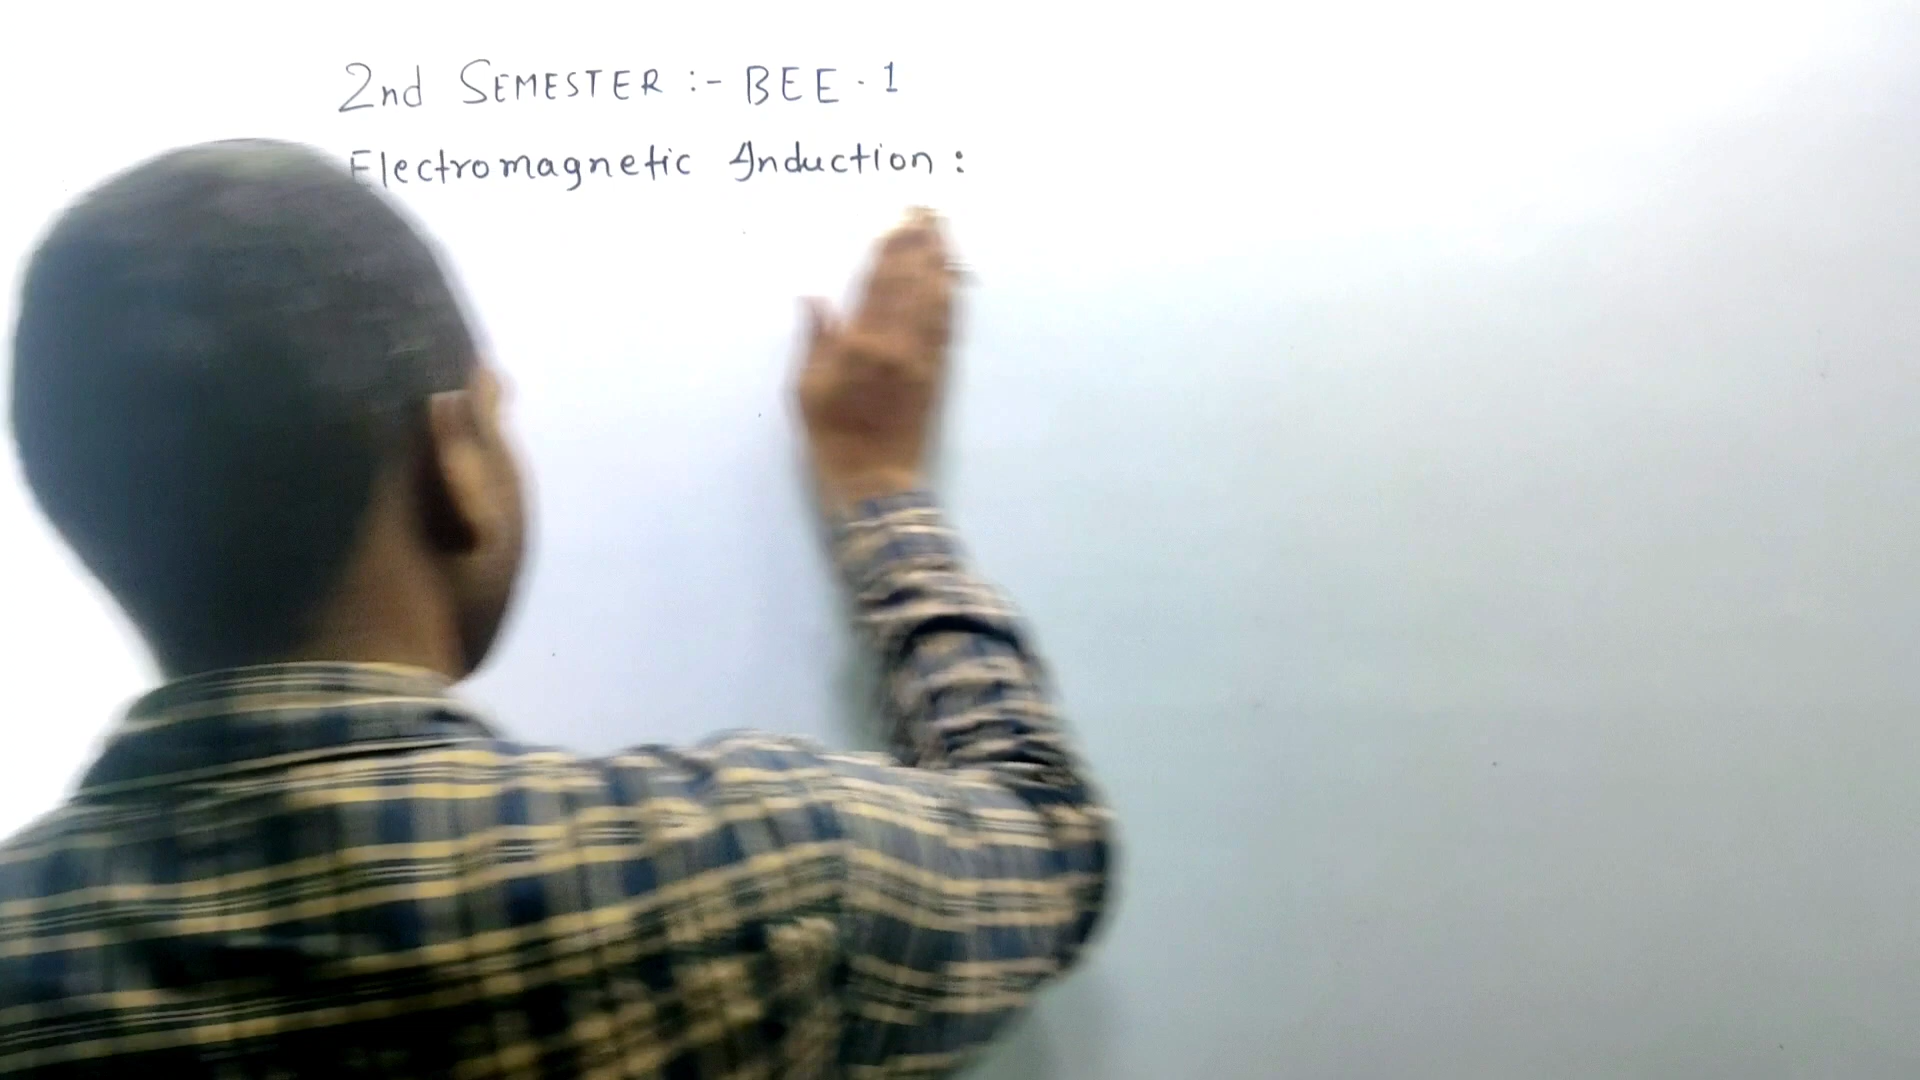 2nd SEMESTER :- BEE · 1
Electromagnetic Induction :